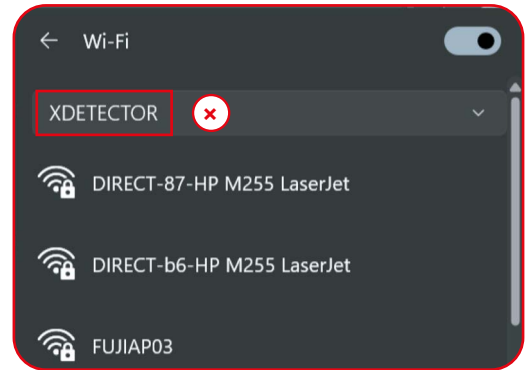 Wi-Fi
XDETECTOR
DIRECT-87-HP M255 LaserJet
DIRECT-b6-HP M255 LaserJet
FUJIAP03